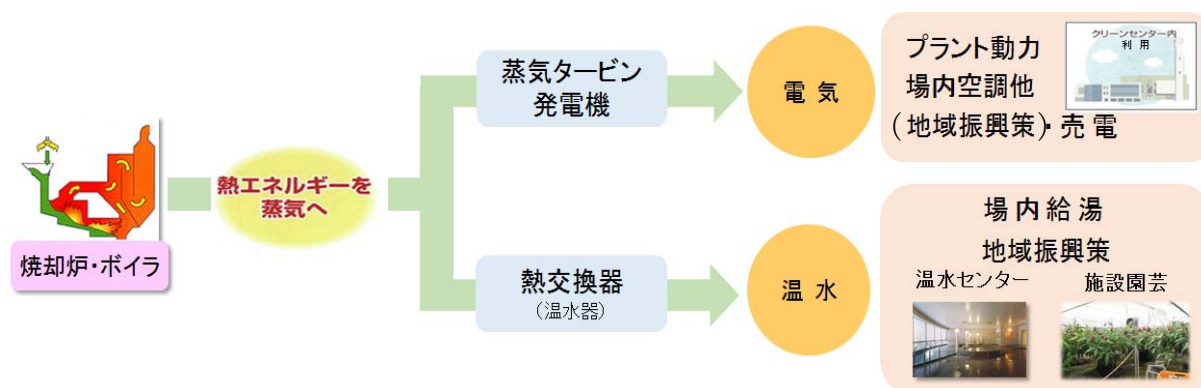 焼却炉・ボイラ
熱エネルギーを
蒸気へ
蒸気タービン
発電機
電気
プラント動力
場内空調他
(地域振興策)・売電
クリーンセンター内
利用
熱交換器
(温水器)
温水
場内給湯
地域振興策
温水センター
施設園芸